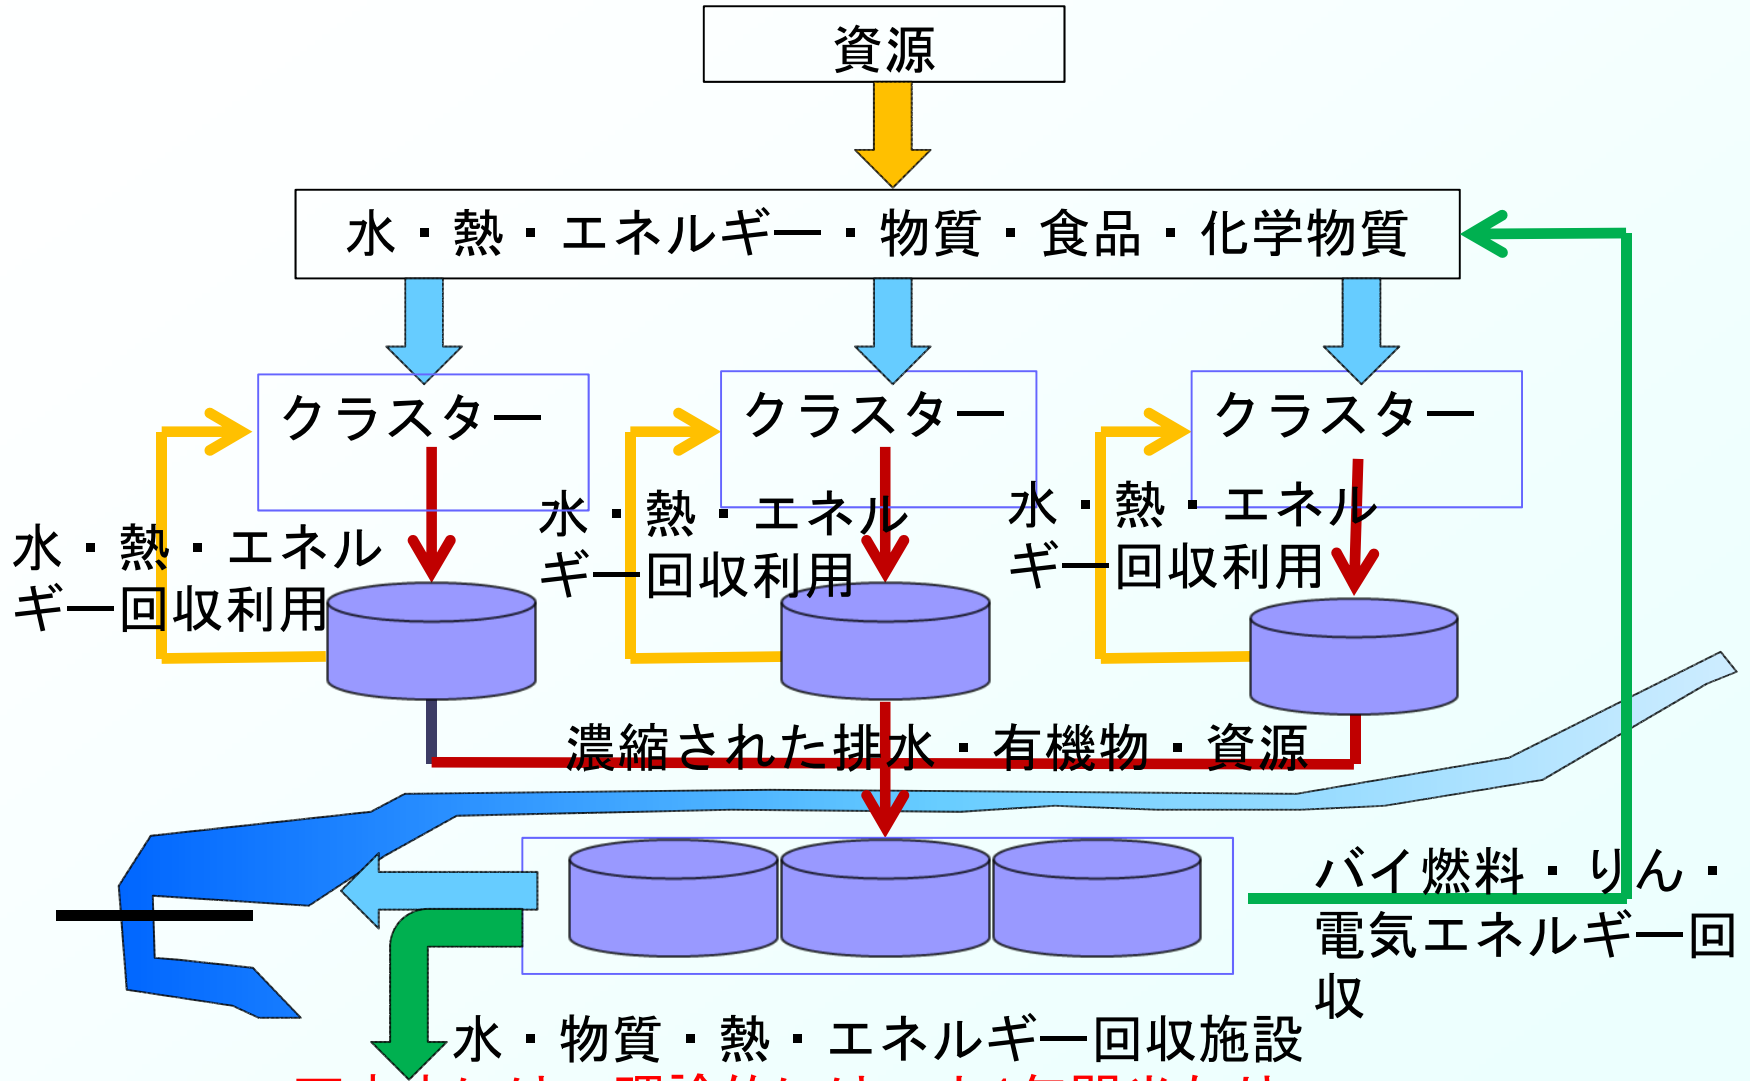 資源
水・熱・エネルギー・物質・食品・化学物質
クラスター
クラスター
クラスター
水・熱・エネル
ギー回収利用
水・熱・エネル
ギー回収利用
水・熱・エネル
ギー回収利用
濃縮された排水・有機物・資源
バイ燃料・りん・
電気エネルギー回
収
水・物質・熱・エネルギー回収施設